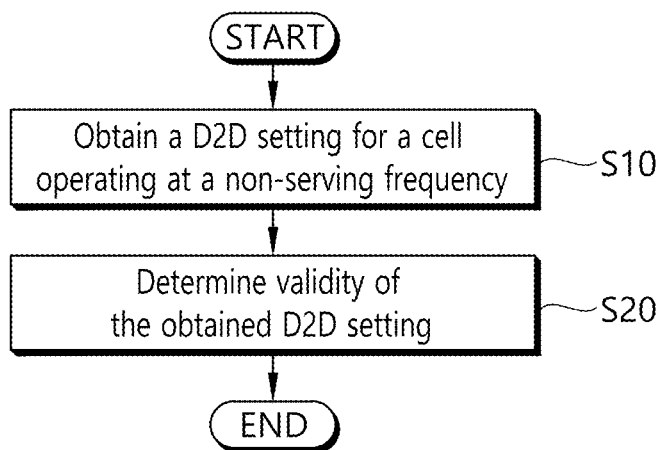 START
Obtain a D2D setting for a cell
operating at a non-serving frequency
S10
Determine validity of
the obtained D2D setting
S20
END